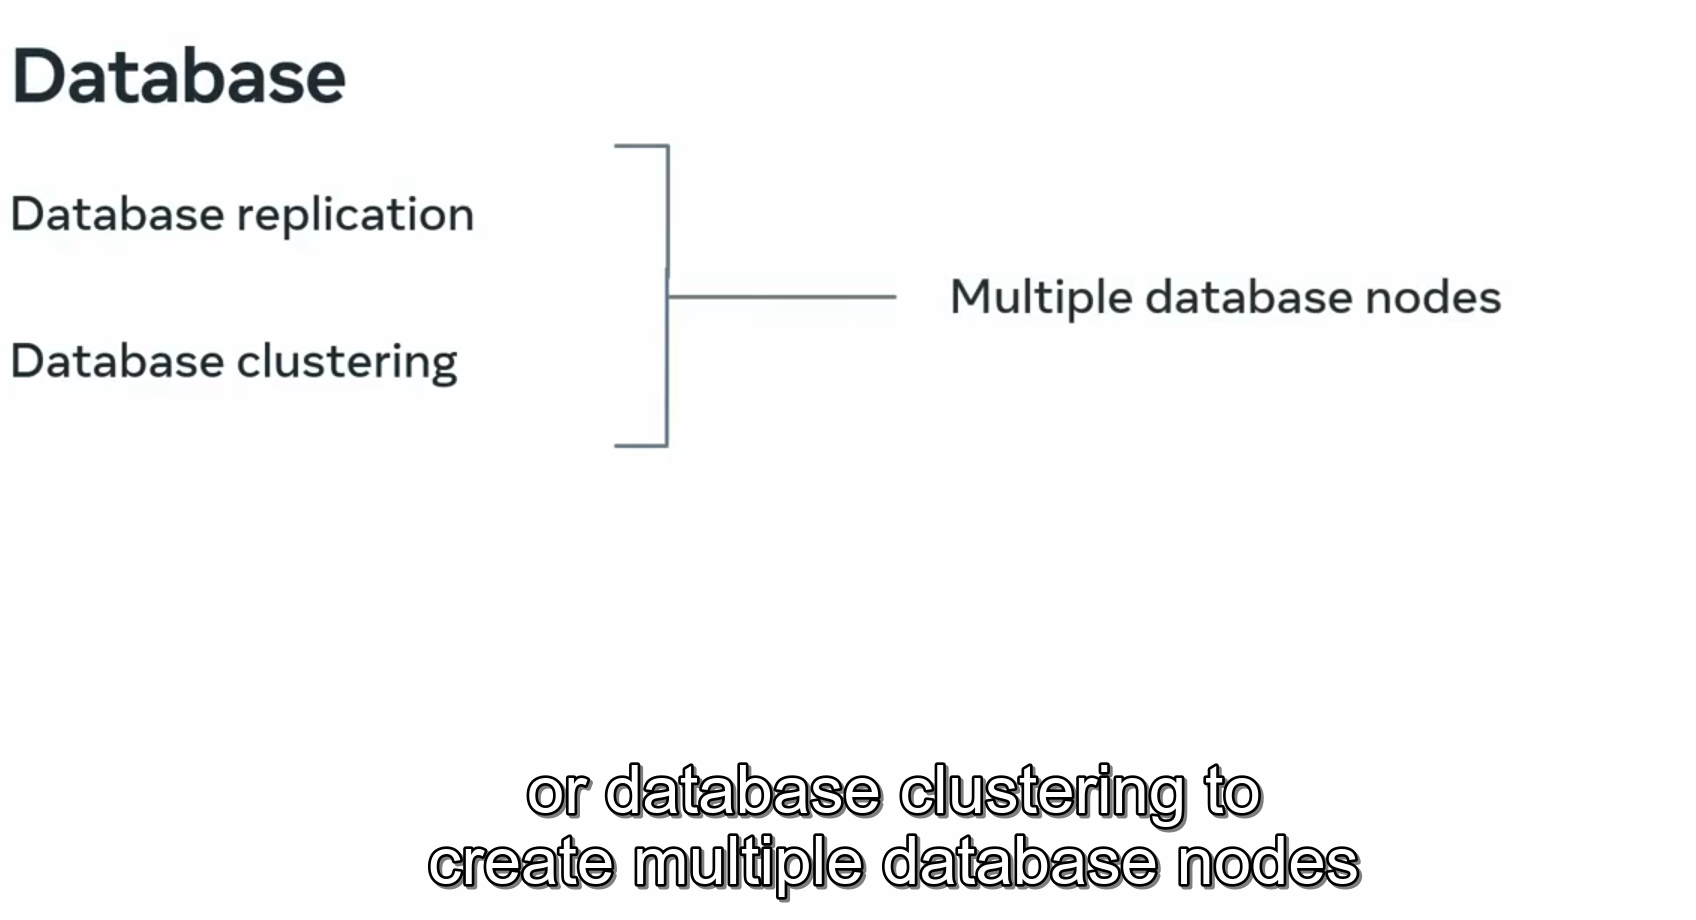 Database
Database replication
Database clustering
Multiple database nodes
or database clustering to
create multiple database nodes